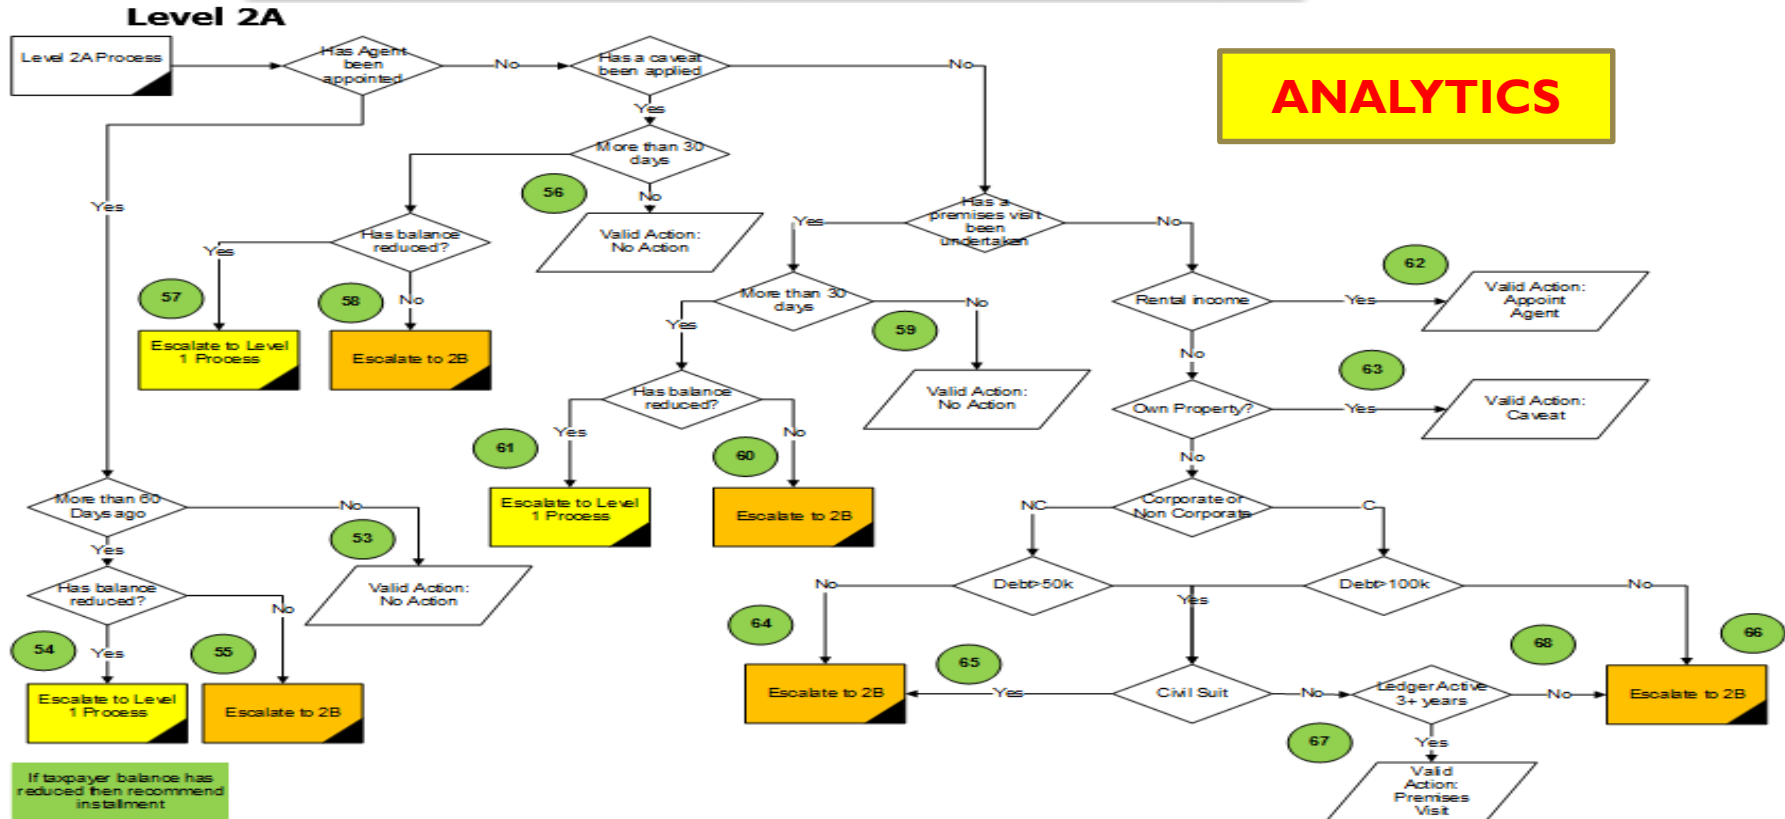 Level 2A
ANALYTICS
Level 2A Process
Has Agent
been
appointed
No
Has a caveat
been applied
No
Yes
More than 30
days
56
No
Valid Action:
No Action
Yes
Has balance
reduced?
Yes
57
58
No
Escalate to Level
1 Process
Escalate to 2B
Has a
premises visit
been
undertaken
Yes
No
More than 30
days
No
59
Yes
Valid Action:
No Action
Has balance
reduced?
Yes
No
61
60
Escalate to Level
1 Process
Escalate to 2B
Rental income
Yes
62
Valid Action:
Appoint
Agent
No
63
Own Property?
Yes
Valid Action:
Caveat
No
Corporate or
Non Corporate
NC
C
Debt>50k
Debt>100k
No
Yes
No
64
65
68
66
Escalate to 2B
Yes
Civil Suit
No
Ledger Active
3+ years
No
Escalate to 2B
67
Yes
Valid
Action:
Premises
Visit
More than 60
Days ago
No
53
Yes
Has balance
reduced?
Valid Action:
No Action
No
54
Yes
55
Escalate to Level
1 Process
Escalate to 2B
If taxpayer balance has
reduced then recommend
installment